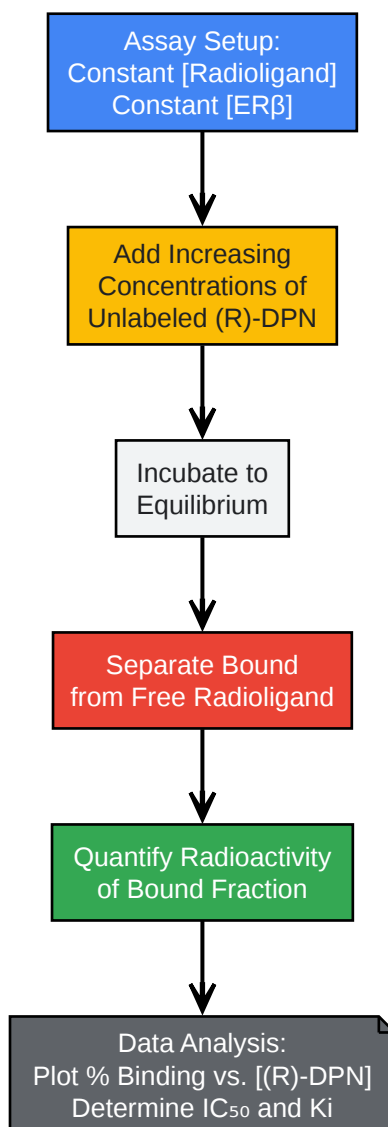 Assay Setup:
Constant [Radioligand]
Constant [ERβ]
Add Increasing
Concentrations of
Unlabeled (R)-DPN
Incubate to
Equilibrium
Separate Bound
from Free Radioligand
Quantify Radioactivity
of Bound Fraction
Data Analysis:
Plot % Binding vs. [(R)-DPN]
Determine IC₅₀ and Ki